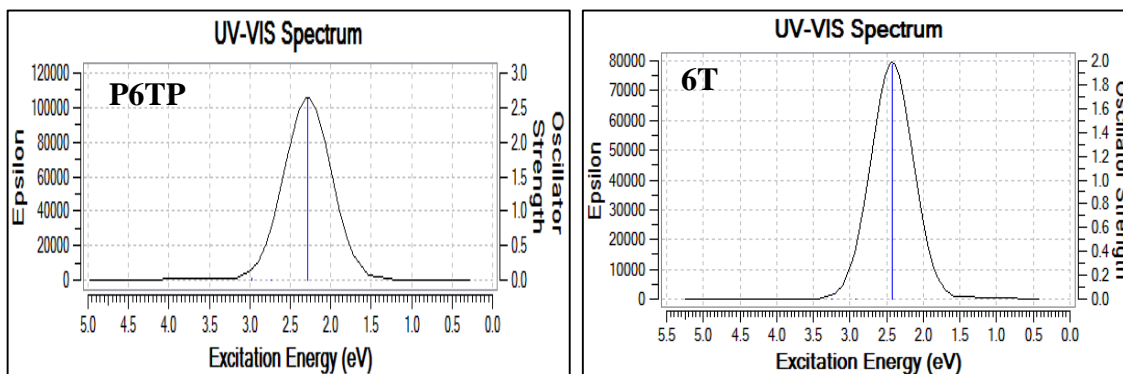 UV-VIS Spectrum
P6TP
120000
100000
80000
60000
40000
20000
0
Epsilon
3.0
2.5
2.0
1.5
1.0
0.5
0.0
Oscillator
Strength
5.0 4.5 4.0 3.5 3.0 2.5 2.0 1.5 1.0 0.5 0.0
Excitation Energy (eV)
UV-VIS Spectrum
6T
80000
70000
60000
50000
40000
30000
20000
10000
0
Epsilon
2.0
1.8
1.6
1.4
1.2
1.0
0.8
0.6
0.4
0.2
0.0
Oscillator Strength
5.5 5.0 4.5 4.0 3.5 3.0 2.5 2.0 1.5 1.0 0.5 0.0
Excitation Energy (eV)